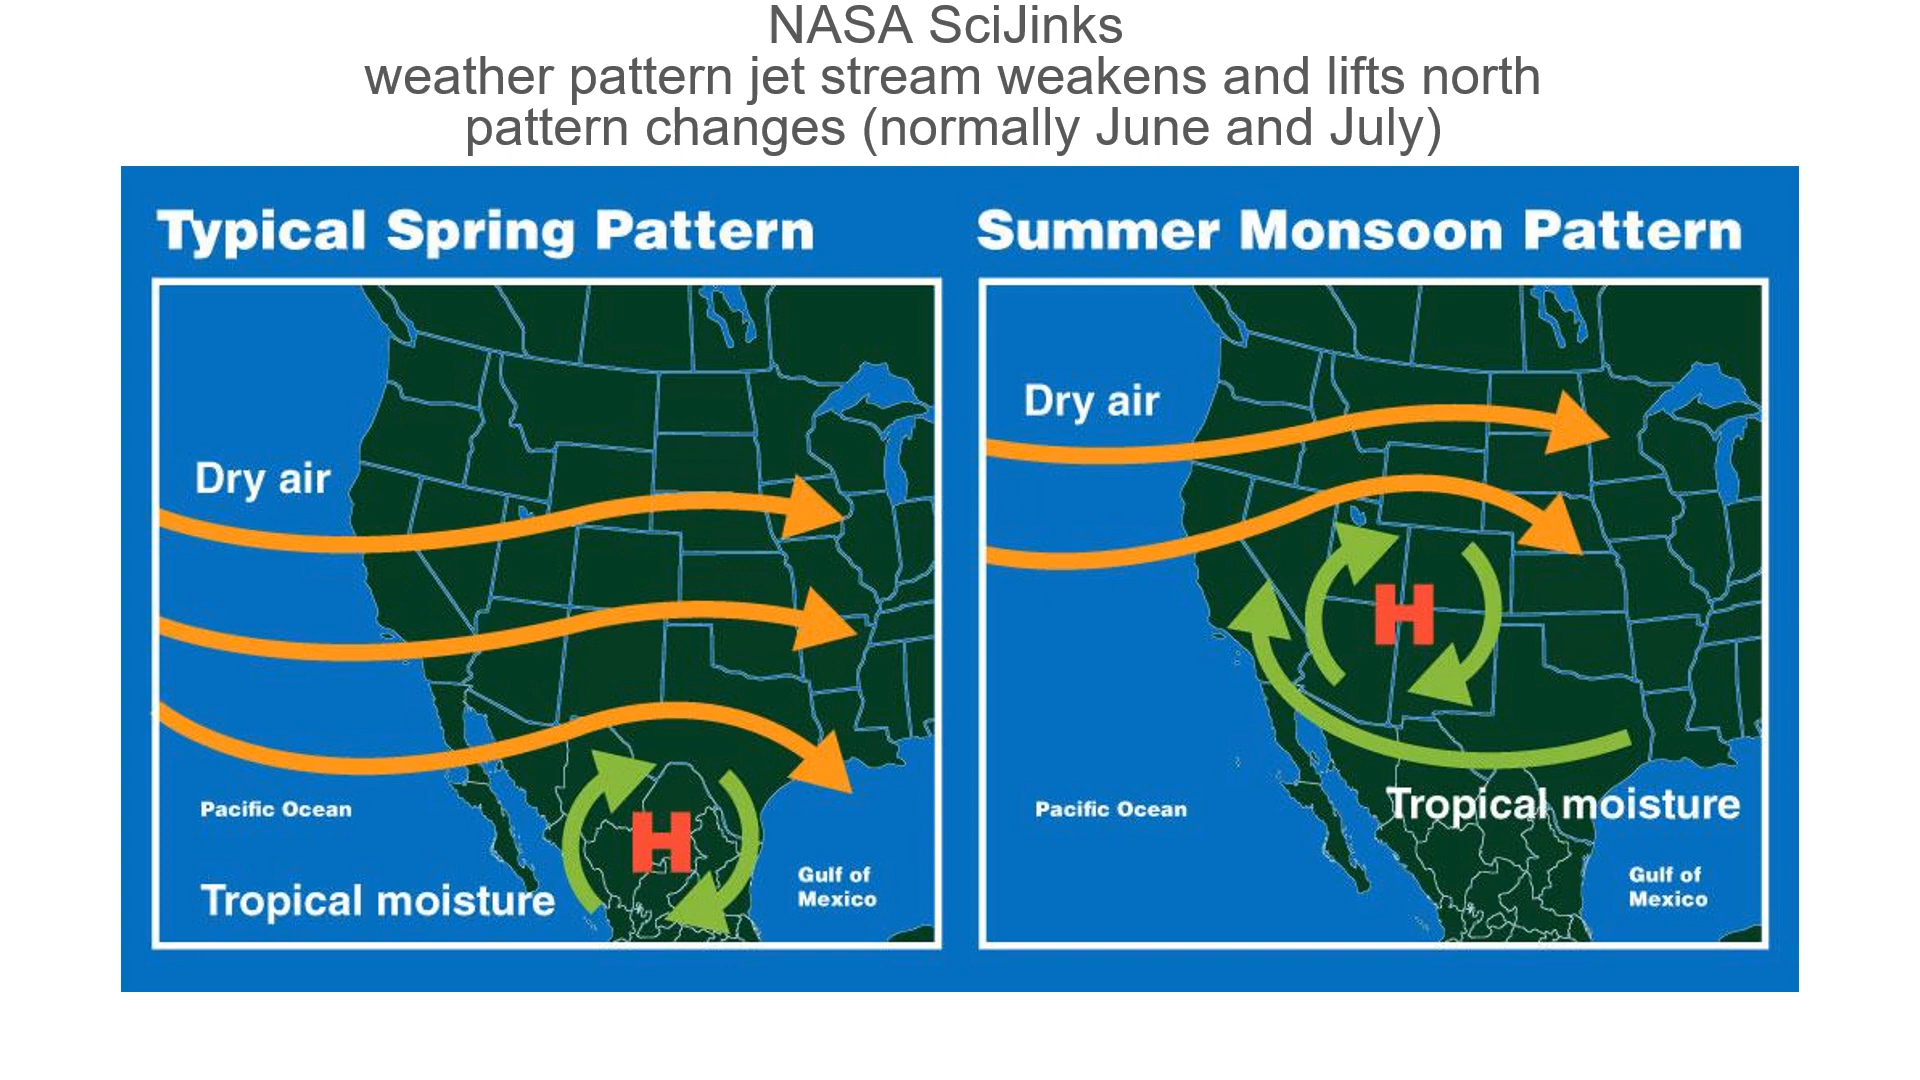 NASA SciJinks
weather pattern jet stream weakens and lifts north
pattern changes (normally June and July)
Typical Spring Pattern
Dry air
Pacific Ocean
H
Tropical moisture
Gulf of
Mexico
Summer Monsoon Pattern
Dry air
H
Pacific Ocean
Tropical moisture
Gulf of
Mexico